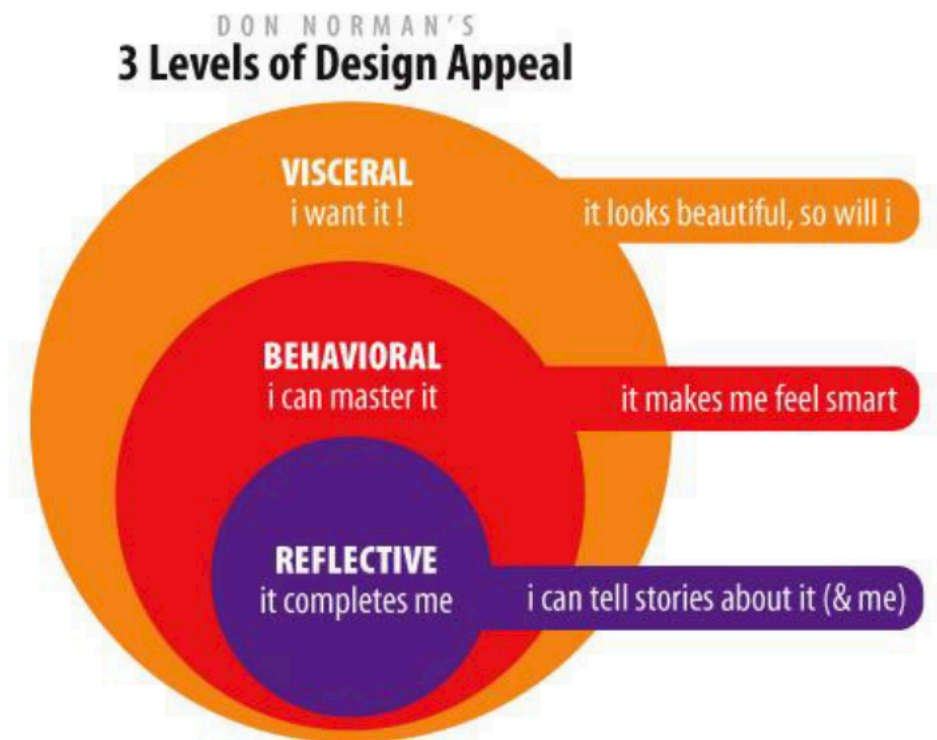 DON NORMAN'S
3 Levels of Design Appeal
VISCERAL
i want it !
it looks beautiful, so will i
BEHAVIORAL
i can master it
it makes me feel smart
REFLECTIVE
it completes me
i can tell stories about it (& me)